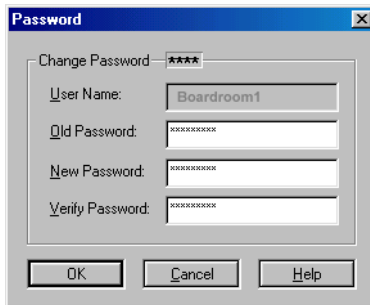 Password
Change Password ****
User Name: Boardroom1
Old Password: *********
New Password: *********
Verify Password: *********
OK Cancel Help